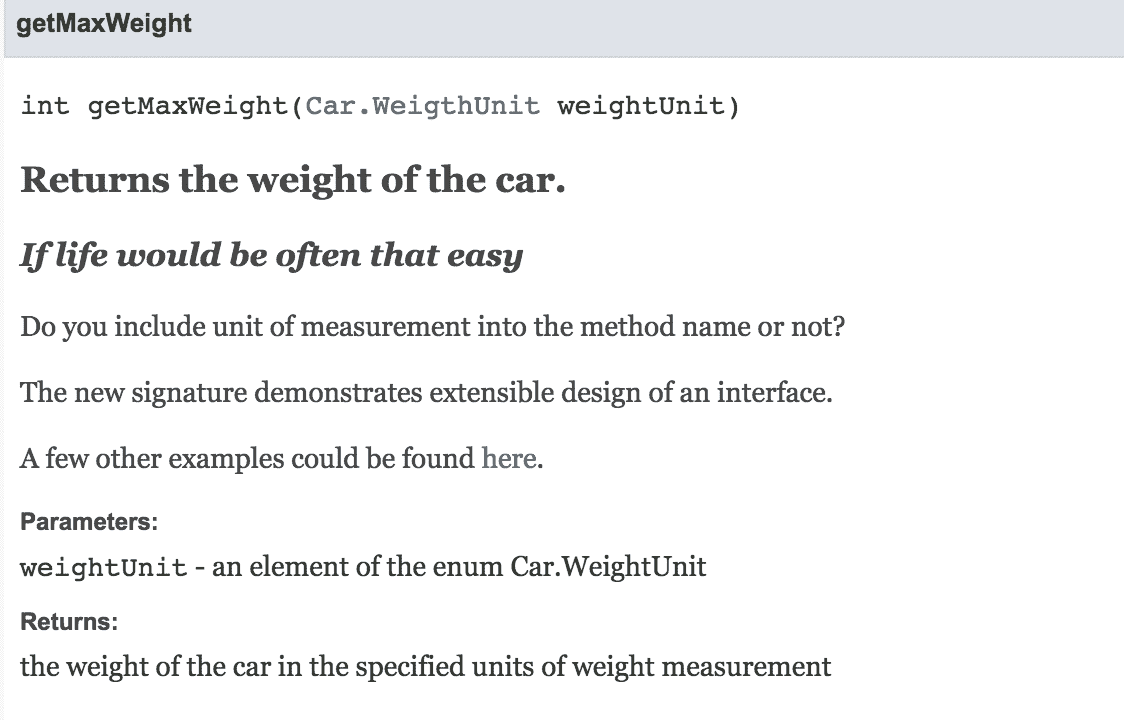 getMaxWeight
int getMaxWeight(Car.WeigthUnit weightUnit)
Returns the weight of the car.
If life would be often that easy
Do you include unit of measurement into the method name or not?
The new signature demonstrates extensible design of an interface.
A few other examples could be found here.
Parameters:
weightUnit - an element of the enum Car.WeightUnit
Returns:
the weight of the car in the specified units of weight measurement